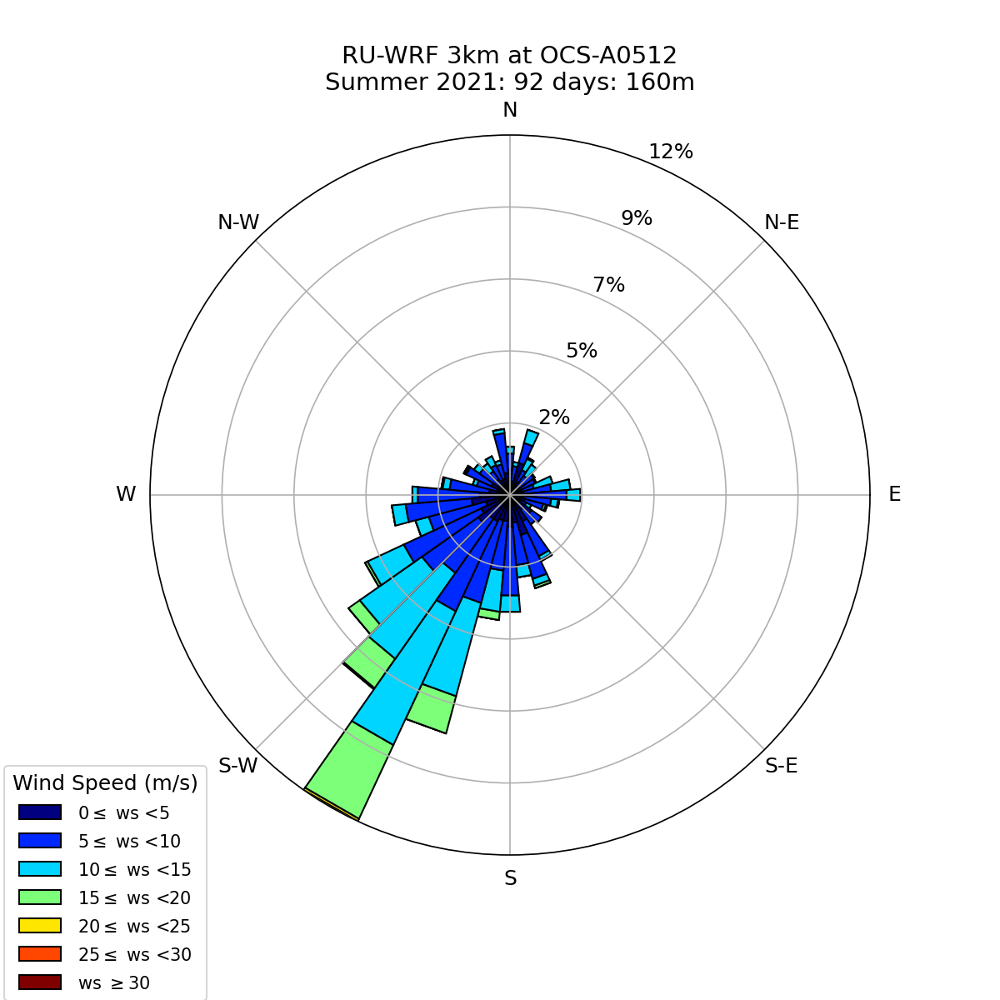 RU-WRF 3km at OCS-A0512
Summer 2021: 92 days: 160m
N
12%
9%
N-W
N-E
7%
5%
2%
W
E
S-W
S-E
S
Wind Speed (m/s)
0≤ ws <5
5≤ ws <10
10≤ ws <15
15≤ ws <20
20≤ ws <25
25≤ ws <30
ws ≥30